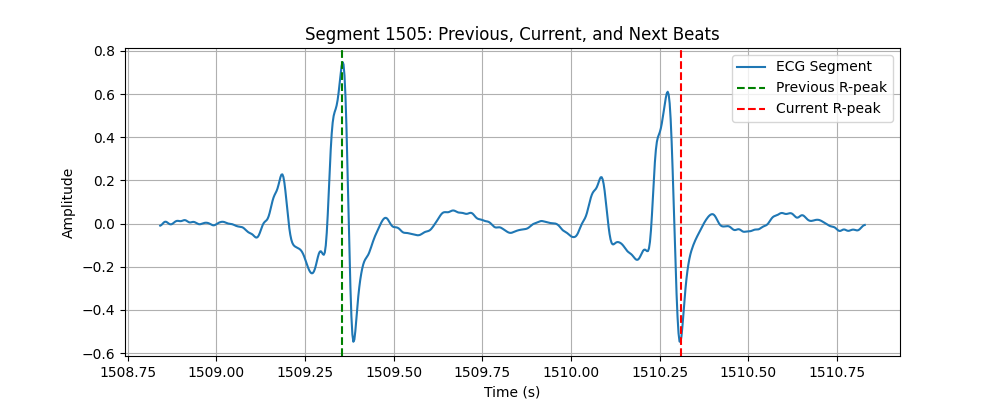 Segment 1505: Previous, Current, and Next Beats
ECG Segment
Previous R-peak
Current R-peak
Amplitude
0.8
0.6
0.4
0.2
0.0
−0.2
−0.4
−0.6
1508.75 1509.00 1509.25 1509.50 1509.75 1510.00 1510.25 1510.50 1510.75
Time (s)